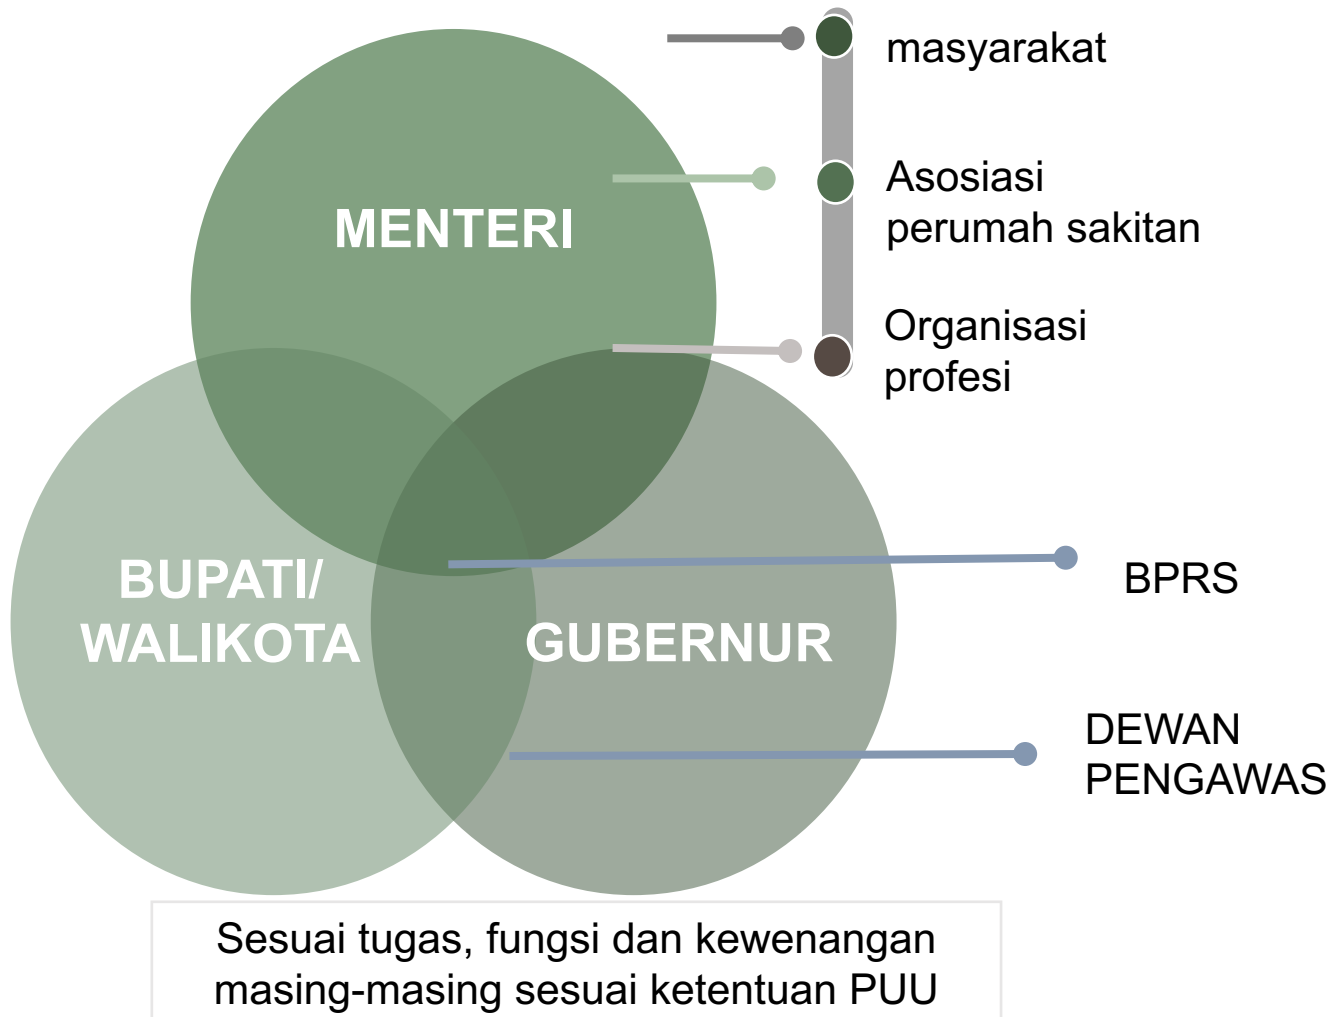 masyarakat
Asosiasi
perumah sakitan
MENTERI
Organisasi
profesi
BUPATI/
WALIKOTA
GUBERNUR
BPRS
DEWAN
PENGAWAS
Sesuai tugas, fungsi dan kewenangan
masing-masing sesuai ketentuan PUU